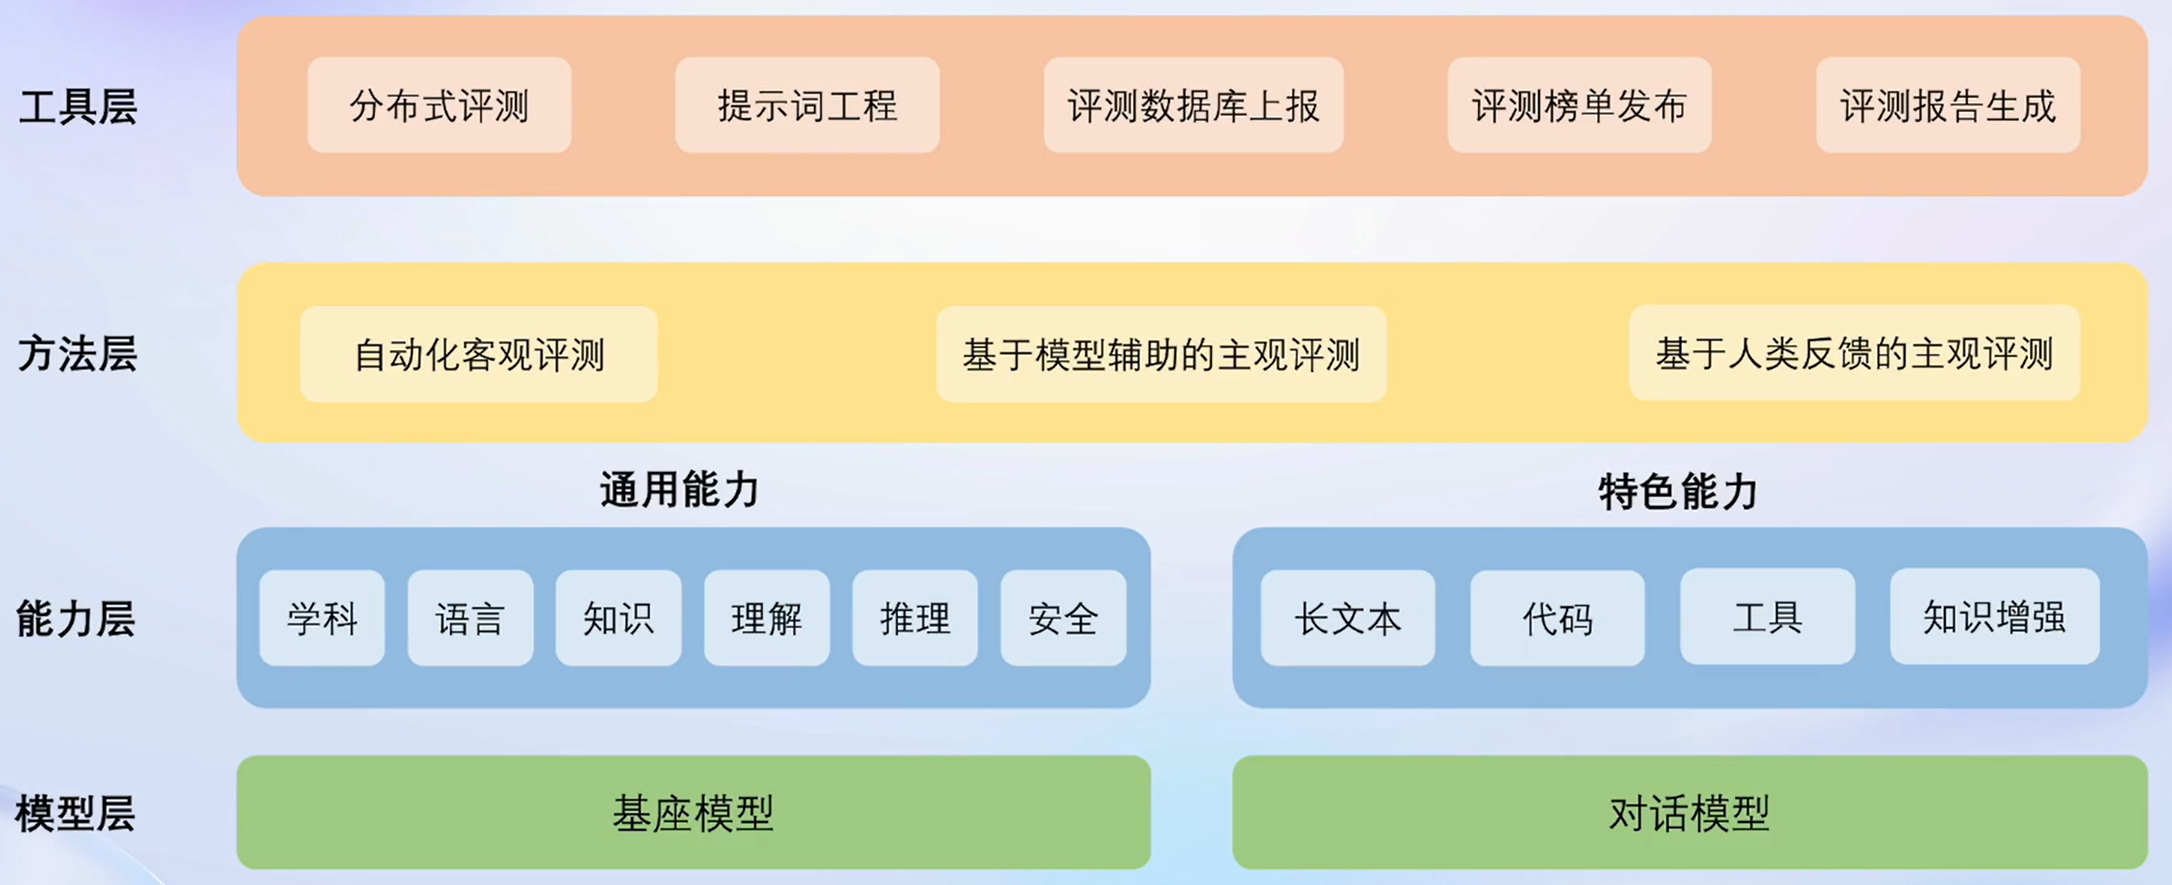 工具层
分布式评测
提示词工程
评测数据库上报
评测榜单发布
评测报告生成
方法层
自动化客观评测
基于模型辅助的主观评测
基于人类反馈的主观评测
通用能力
特色能力
能力层
学科
语言
知识
理解
推理
安全
长文本
代码
工具
知识增强
模型层
基座模型
对话模型